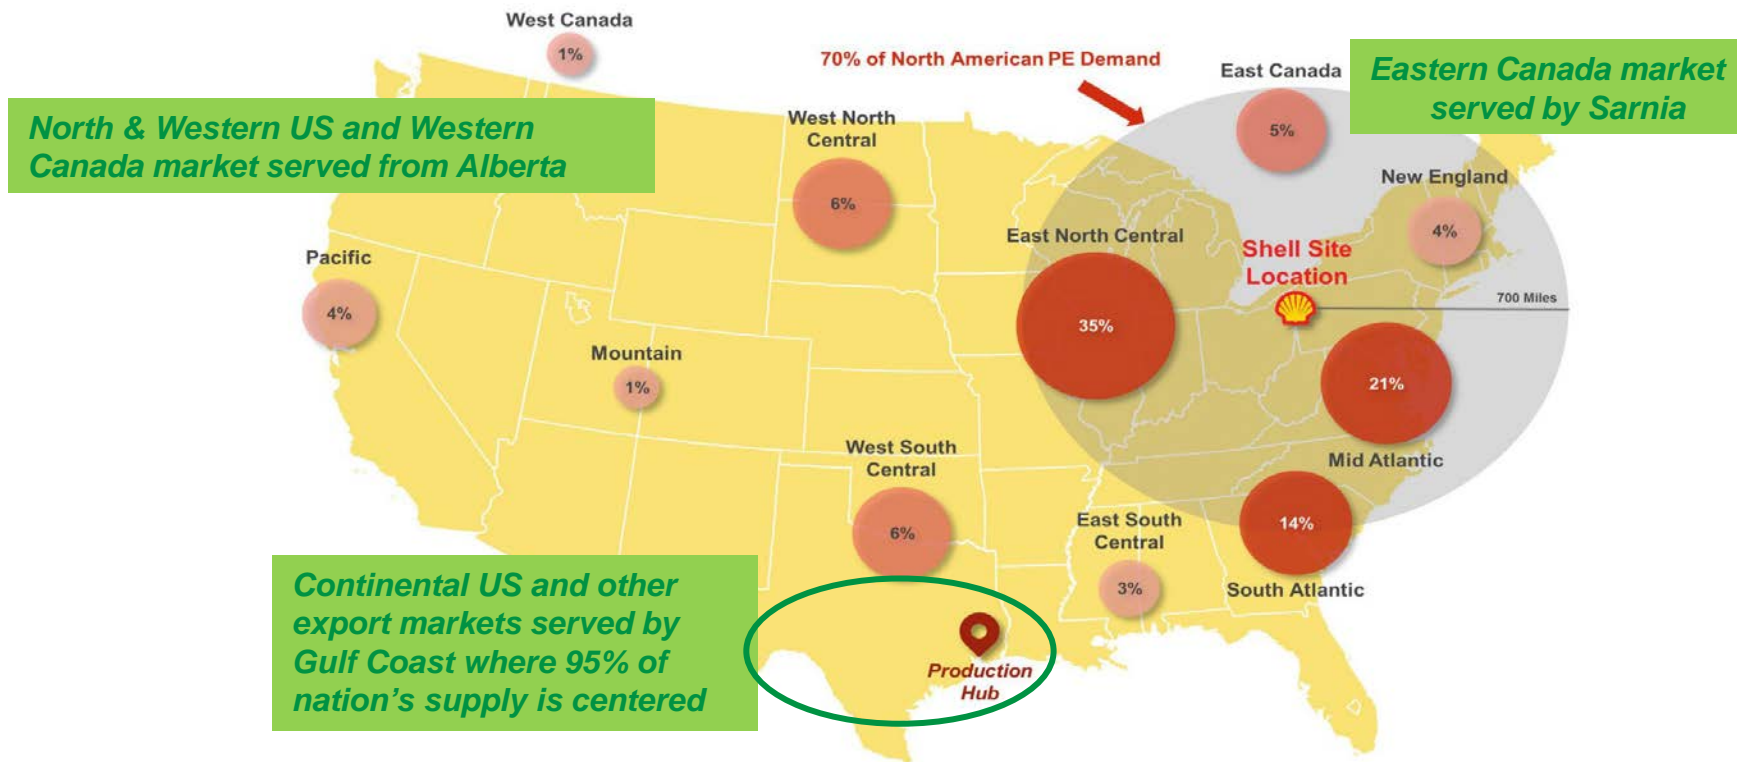 West Canada
1%
70% of North American PE Demand
East Canada
5%
Eastern Canada market
served by Sarnia
North & Western US and Western
Canada market served from Alberta
West North
Central
6%
New England
4%
East North Central
35%
Shell Site
Location
700 Miles
Pacific
4%
Mountain
1%
21%
Mid Atlantic
West South
Central
6%
East South
Central
3%
14%
South Atlantic
Continental US and other
export markets served by
Gulf Coast where 95% of
nation's supply is centered
Production
Hub